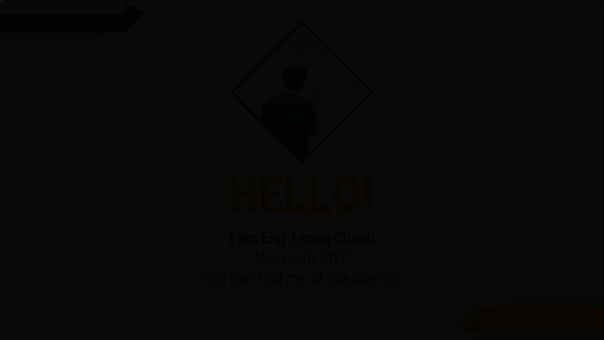 HELLO!
I am Eng Teong Cheah
Microsoft MVP
You can find me at @walkercet